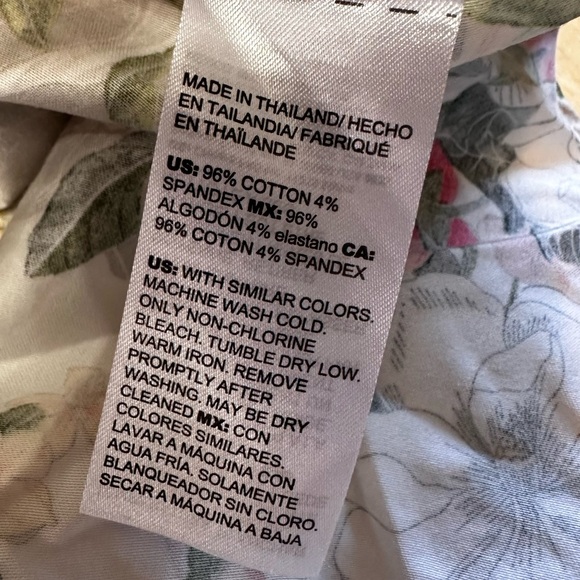 MADE IN THAILAND/ HECHO
EN TAILANDIA/ FABRIQUÉ
EN THAÏLANDE
US: 96% COTTON 4%
SPANDEX MX: 96%
ALGODÓN 4% elastano CA:
96% COTON 4% SPANDEX
US: WITH SIMILAR COLORS.
MACHINE WASH COLD.
ONLY NON-CHLORINE
BLEACH. TUMBLE DRY LOW.
WARM IRON. REMOVE
PROMPTLY AFTER
WASHING. MAY BE DRY
CLEANED MX: CON
COLORES SIMILARES.
LAVAR A MÁQUINA CON
AGUA FRÍA. SOLAMENTE
BLANQUEADOR SIN CLORO.
SECAR A MÁQUINA A BAJA